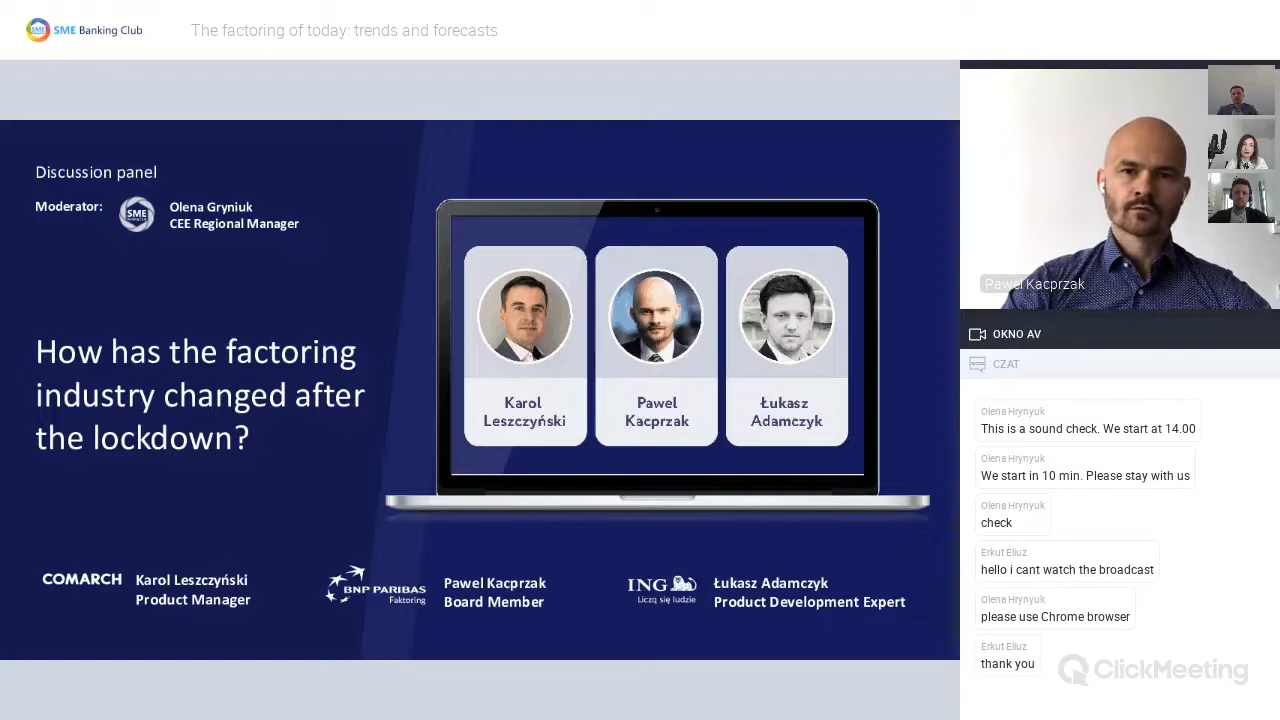 SME Banking Club
The factoring of today: trends and forecasts
Discussion panel
Moderator:
SME
Olena Gryniuk
CEE Regional Manager
How has the factoring
industry changed after
the lockdown?
Karol
Leszczyński
Pawel
Kacprzak
Łukasz
Adamczyk
COMARCH
Karol Leszczyński
Product Manager
BNP PARIBAS
Faktoring
Pawel Kacprzak
Board Member
ING
Liczą się ludzie
Łukasz Adamczyk
Product Development Expert
Pawel Kacprzak
OKNO AV
CZAT
Olena Hrynyuk
This is a sound check. We start at 14.00
Olena Hrynyuk
We start in 10 min. Please stay with us
Olena Hrynyuk
check
Erkut Eliuz
hello i cant watch the broadcast
Olena Hrynyuk
please use Chrome browser
Erkut Eliuz
thank you
ClickMeeting